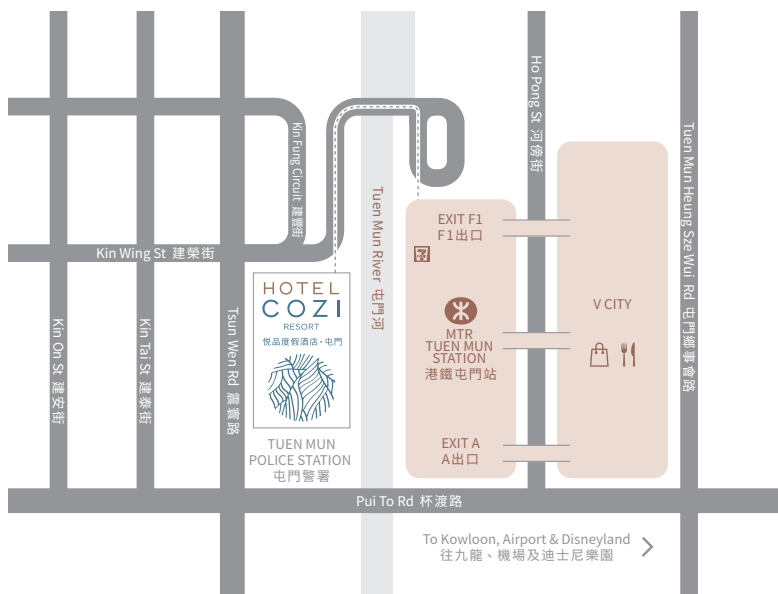 Ho Pong St 河傍街
Kin Fung Circuit 建豐街
Tuen Mun Heung Sze Wui Rd 屯門鄉事會路
Tuen Mun River 屯門河
EXIT F1
F1出口
7
Kin Wing St 建榮街
HOTEL
COZI
RESORT
悦品度假酒店·屯門
V CITY
MTR
TUEN MUN
STATION
港鐵屯門站
Kin On St 建安街
Kin Tai St 建泰街
Tsun Wen Rd 震寰路
TUEN MUN
POLICE STATION
屯門警署
EXIT A
A出口
Pui To Rd 杯渡路
To Kowloon, Airport & Disneyland
往九龍、機場及迪士尼樂園